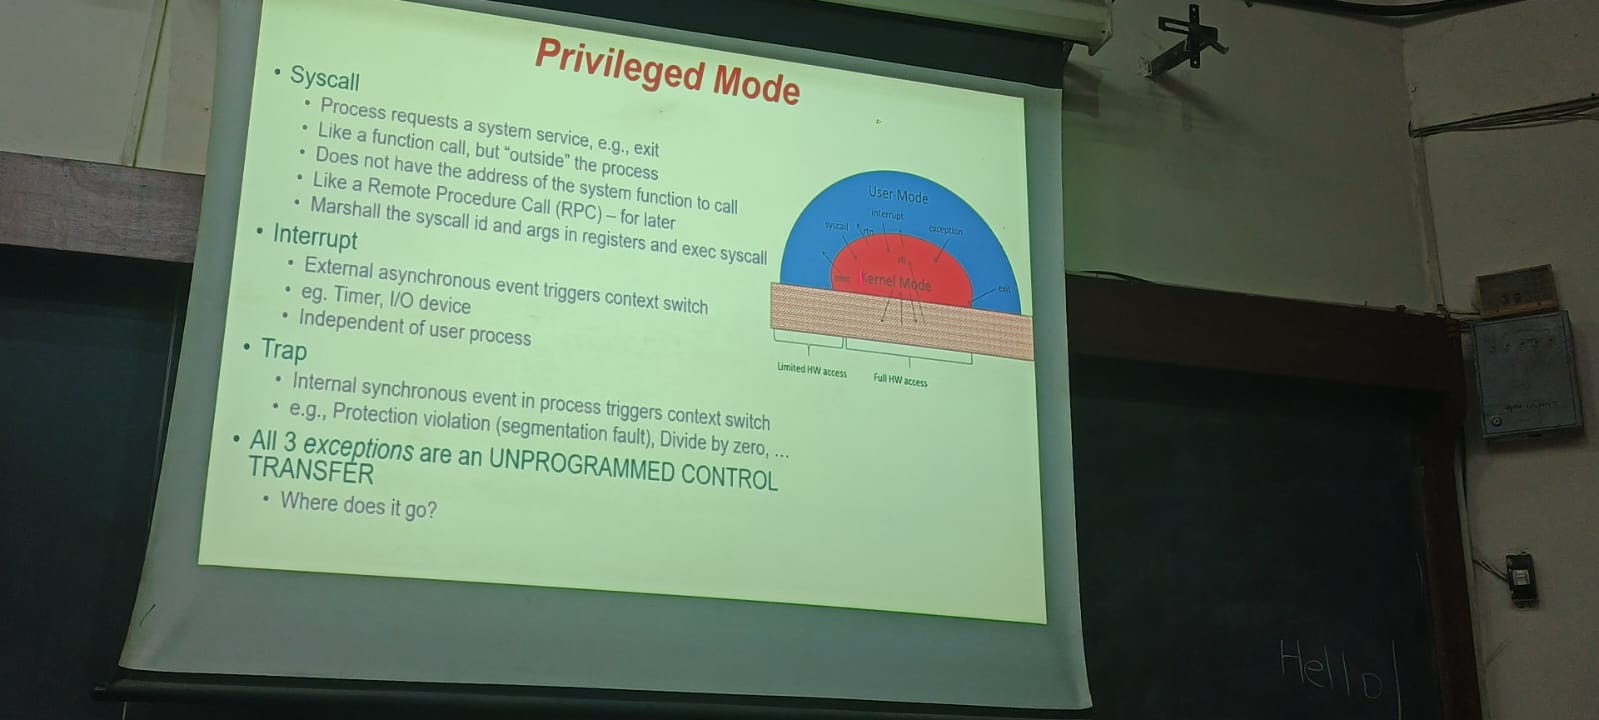 Privileged Mode
• Syscall
• Process requests a system service, e.g., exit
• Like a function call, but “outside” the process
• Does not have the address of the system function to call
• Like a Remote Procedure Call (RPC) – for later
• Marshall the syscall id and args in registers and exec syscall
• Interrupt
• External asynchronous event triggers context switch
• eg. Timer, I/O device
• Independent of user process
• Trap
• Internal synchronous event in process triggers context switch
• e.g., Protection violation (segmentation fault), Divide by zero, ...
• All 3 exceptions are an UNPROGRAMMED CONTROL
TRANSFER
• Where does it go?
User Mode
interrupt
syscall
rtn
exception
rfi
exec
Kernel Mode
exit
Limited HW access
Full HW access
Hello